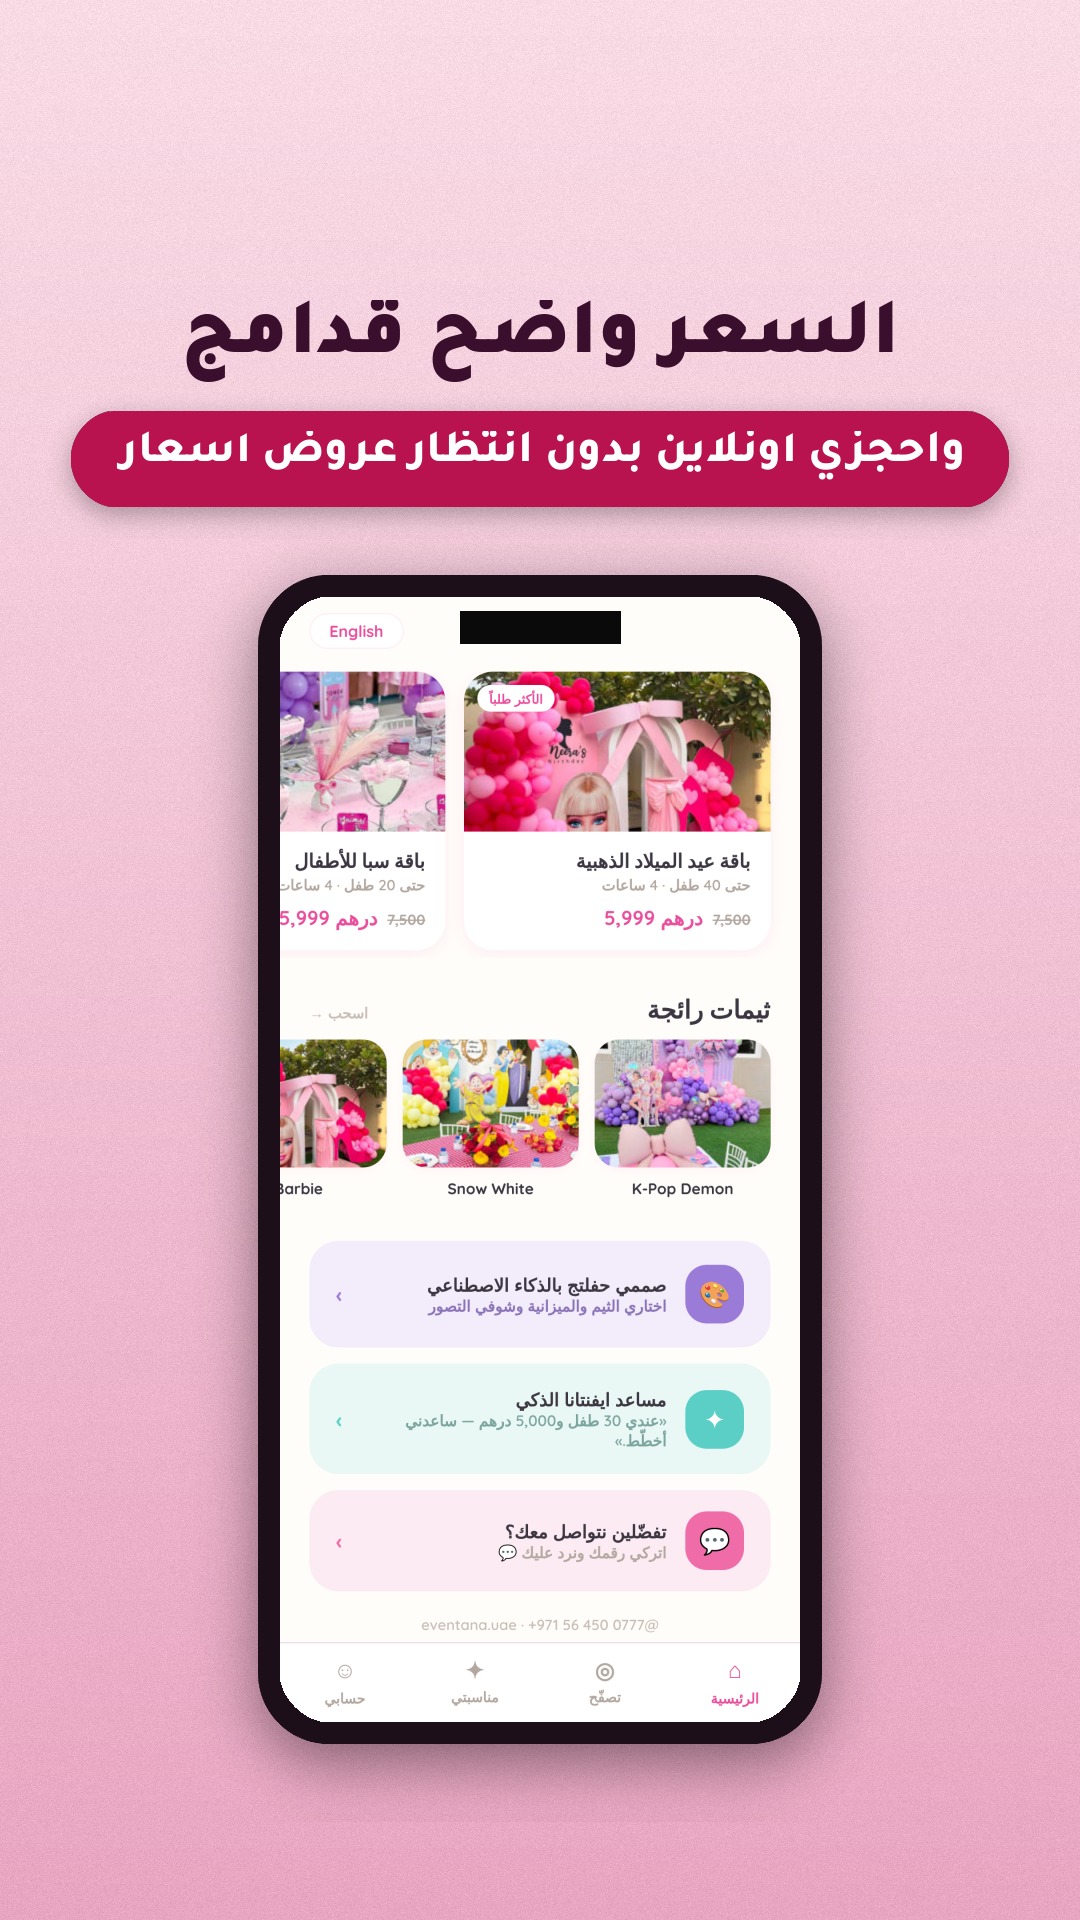 السعر واضح قدامج
واحجزي اونلاين بدون انتظار عروض اسعار
English
الأكثر طلباً
Neira's
birthday
باقة عيد الميلاد الذهبية
حتى 40 طفل · 4 ساعات
7,500 درهم 5,999
باقة سبا للأطفال
حتى 20 طفل · 4 ساعات
7,500 درهم 5,999
ثيمات رائجة
اسحب →
K-Pop Demon
Snow White
Barbie
صممي حفلتج بالذكاء الاصطناعي
اختاري الثيم والميزانية وشوفي التصور
مساعد ايفنتانا الذكي
«عندي 30 طفل و5,000 درهم — ساعدني
أخطّط.»
تفضّلين نتواصل معك؟
اتركي رقمك ونرد عليك 💬
eventana.uae · +971 56 450 0777@
الرئيسية
تصفّح
مناسبتي
حسابي